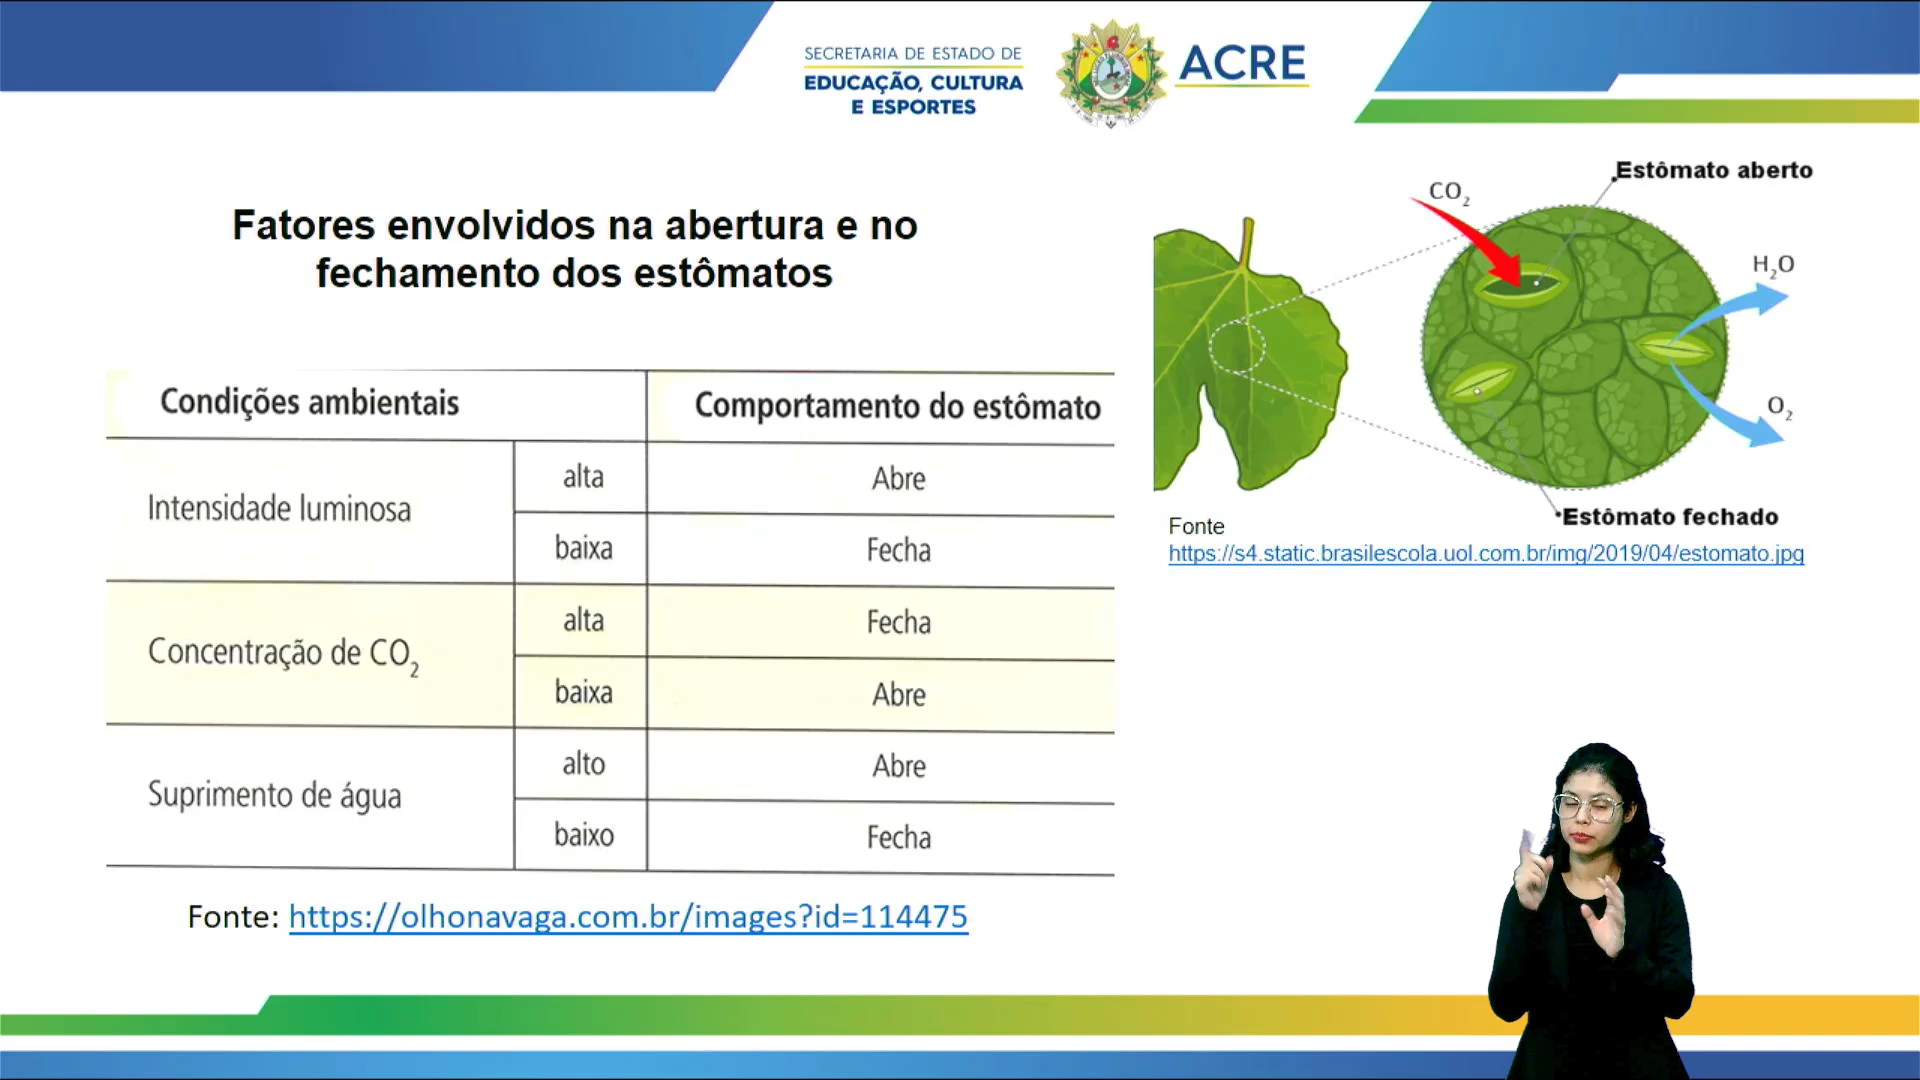 SECRETARIA DE ESTADO DE
EDUCAÇÃO, CULTURA
E ESPORTES
ACRE
Fatores envolvidos na abertura e no
fechamento dos estômatos
Condições ambientais
Comportamento do estômato
Intensidade luminosa
alta
Abre
baixa
Fecha
Concentração de CO₂
alta
Fecha
baixa
Abre
Suprimento de água
alto
Abre
baixo
Fecha
Fonte: https://olhonavaga.com.br/images?id=114475
Estômato aberto
CO₂
H₂O
O₂
Estômato fechado
Fonte
https://s4.static.brasilescola.uol.com.br/img/2019/04/estomato.jpg